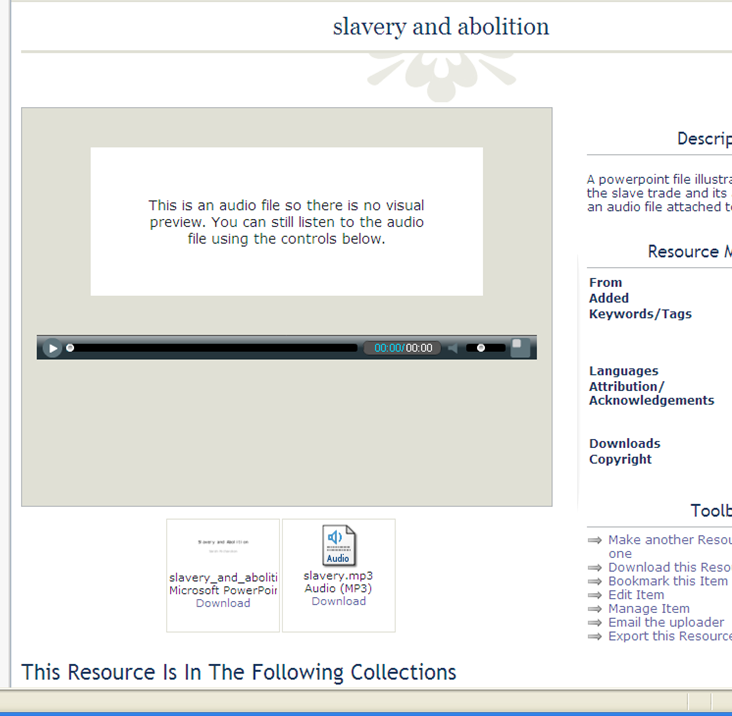 slavery and abolition
This is an audio file so there is no visual
preview. You can still listen to the audio
file using the controls below.
00:00/00:00
Slavery and Abolition
slavery_and_aboliti
Microsoft PowerPoin
Download
Audio
slavery.mp3
Audio (MP3)
Download
This Resource Is In The Following Collections
Descrip
A powerpoint file illustra
the slave trade and its
an audio file attached to
Resource M
From
Added
Keywords/Tags
Languages
Attribution/
Acknowledgements
Downloads
Copyright
Toolb
Make another Resou
one
Download this Reso
Bookmark this Item
Edit Item
Manage Item
Email the uploader
Export this Resource